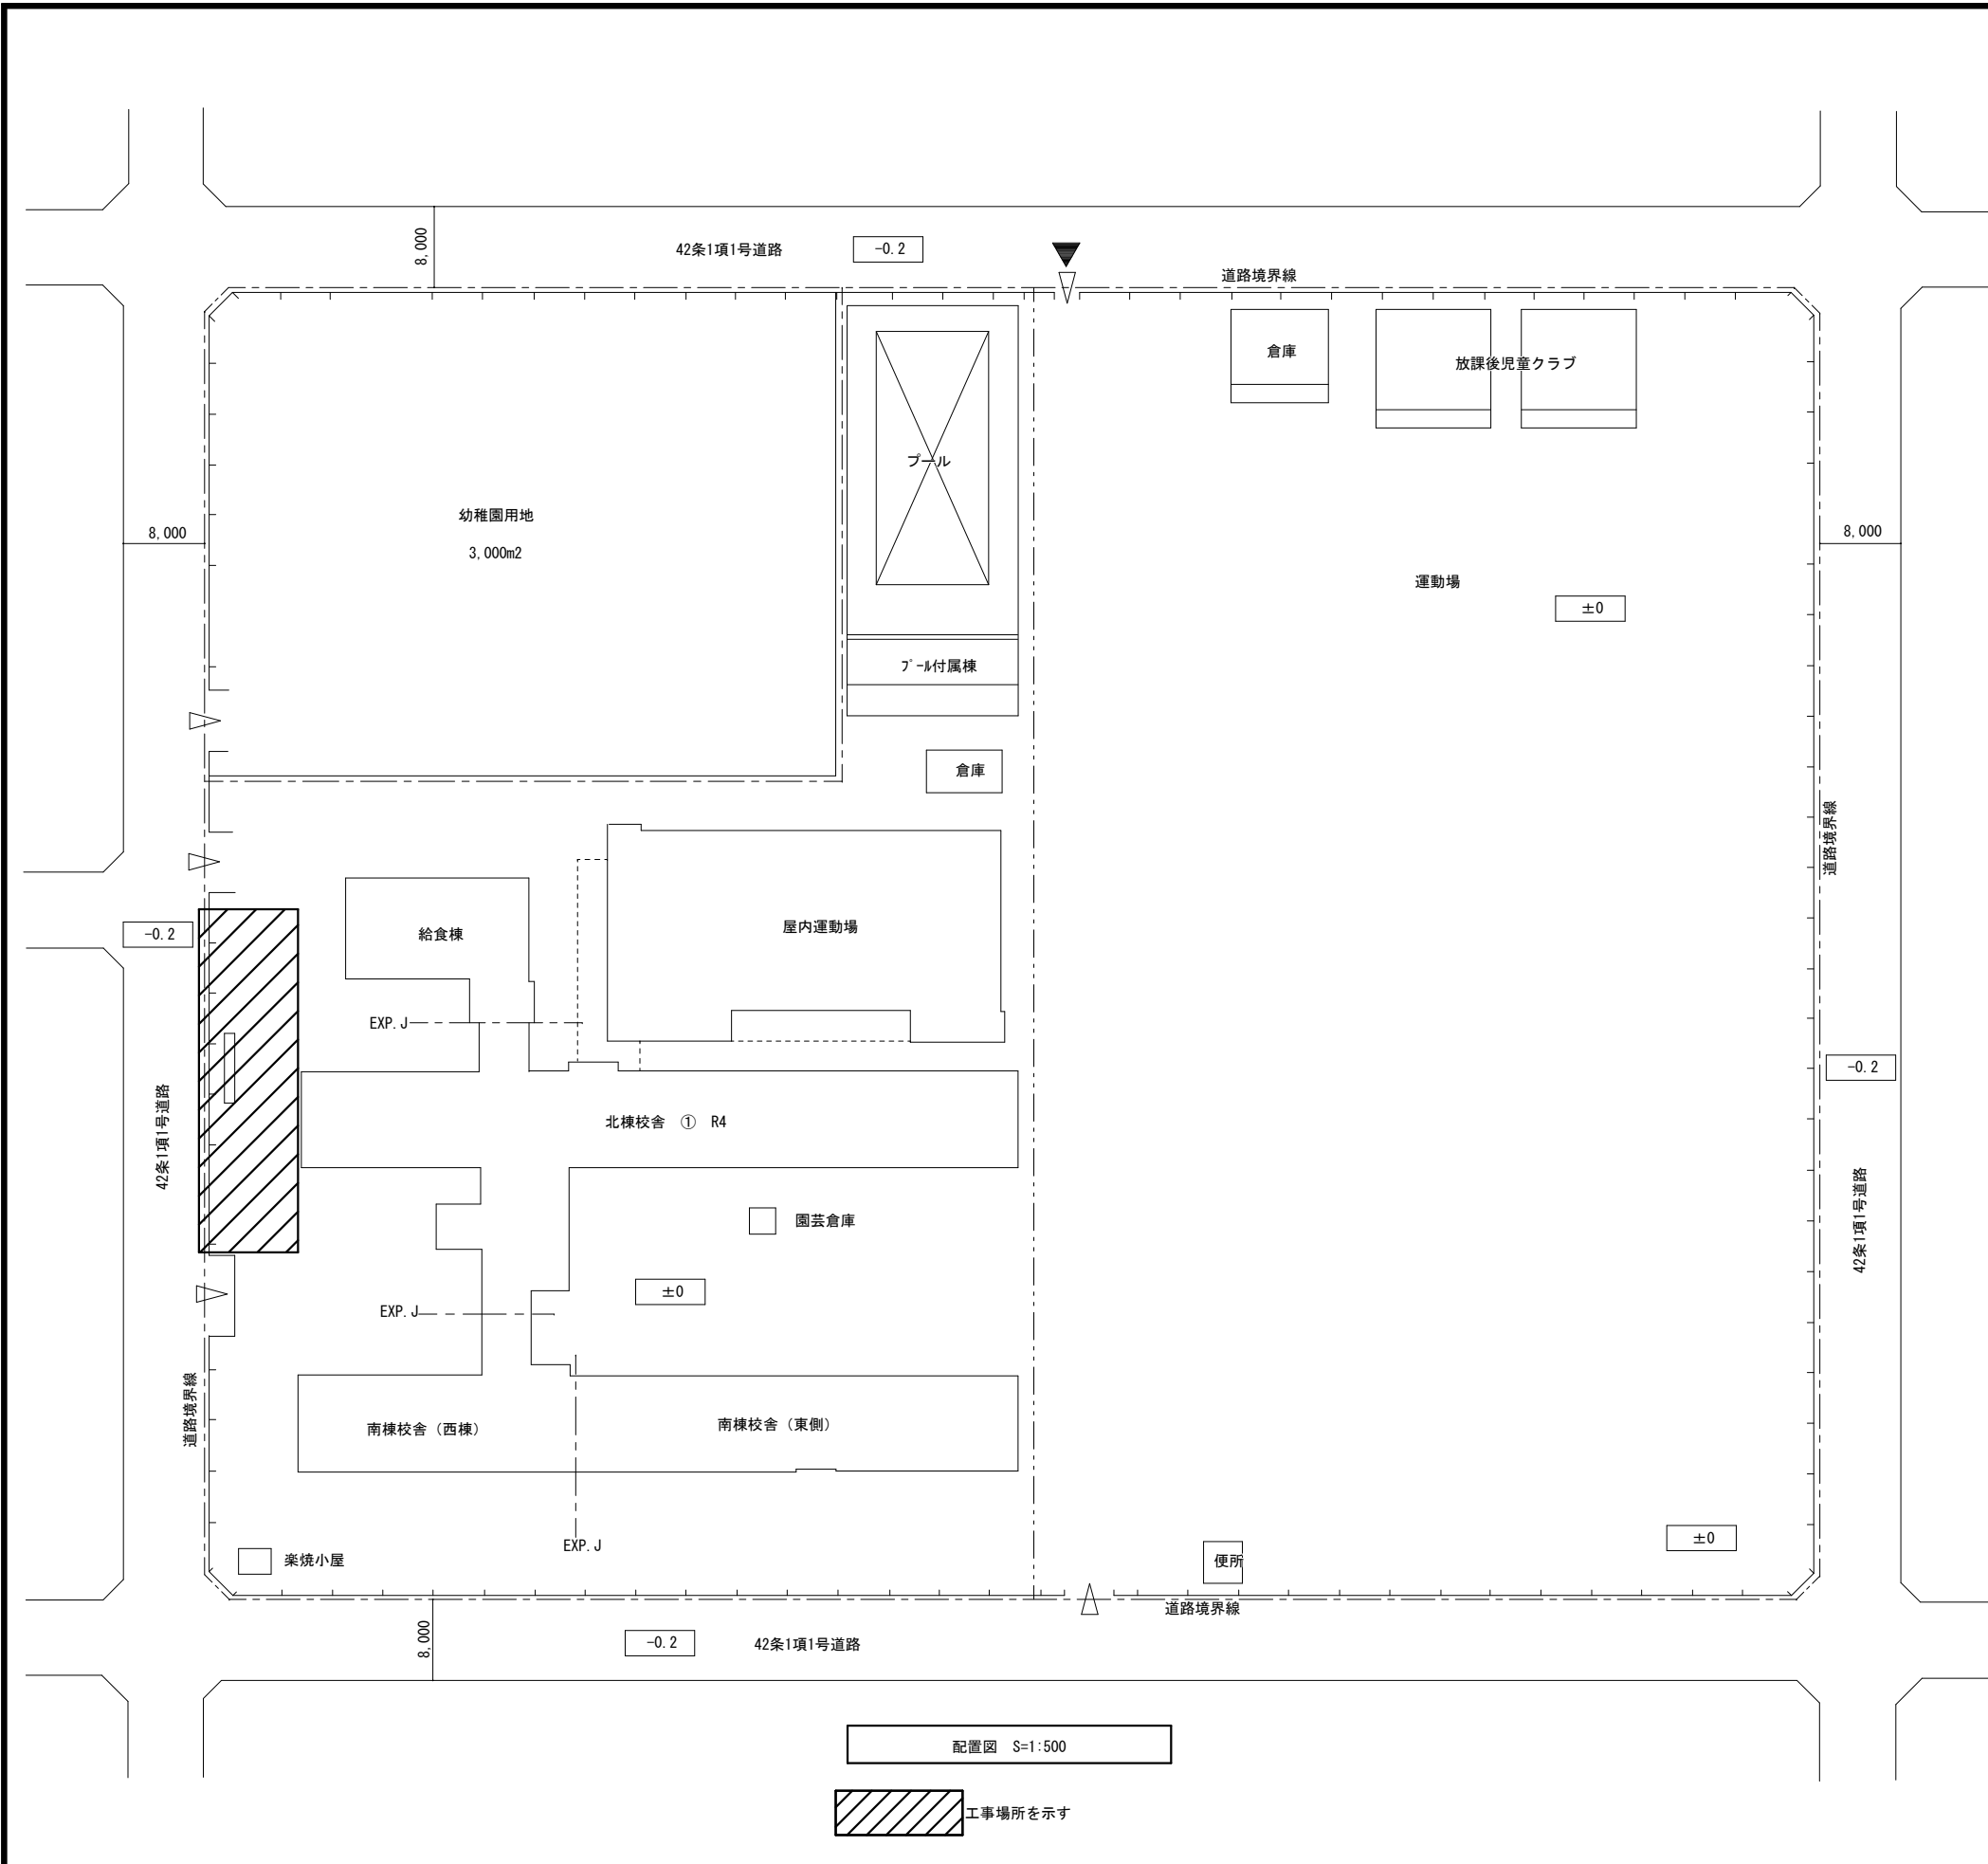 8,000
42条1項1号道路
-0.2
道路境界線
倉庫
放課後児童クラブ
プール
幼稚園用地
3,000m2
8,000
8,000
運動場
±0
ﾌﾟｰﾙ付属棟
倉庫
道路境界線
給食棟
屋内運動場
-0.2
EXP.J
-0.2
42条1項1号道路
北棟校舎　①　R4
園芸倉庫
42条1項1号道路
±0
EXP.J
道路境界線
南棟校舎（西棟）
南棟校舎（東側）
EXP.J
±0
楽焼小屋
便所
道路境界線
8,000
-0.2
42条1項1号道路
配置図　S=1:500
工事場所を示す